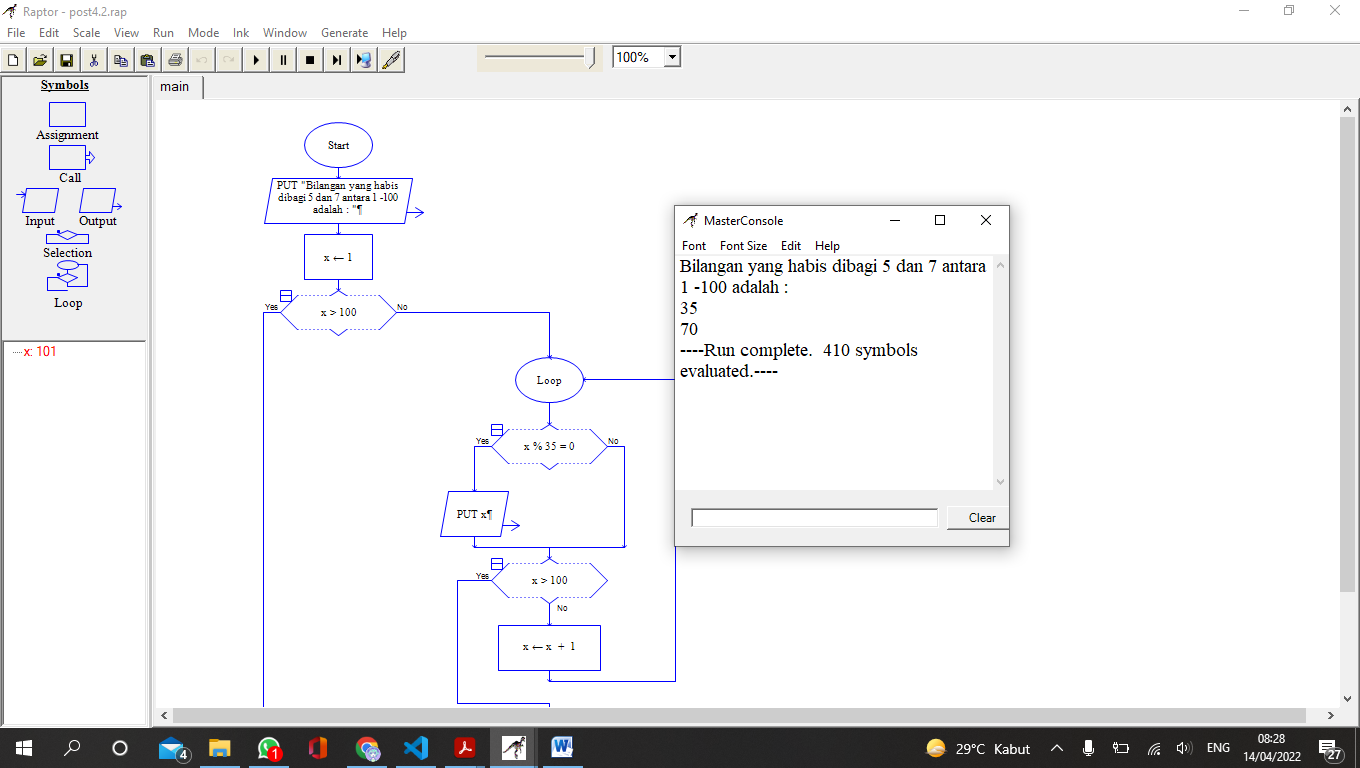 Raptor - post4.2.rap
File Edit Scale View Run Mode Ink Window Generate Help
100%
Symbols
Assignment
Call
Input Output
Selection
Loop
x: 101
main
Start
PUT "Bilangan yang habis
dibagi 5 dan 7 antara 1 -100
adalah : "¶
x ← 1
Yes
x > 100
No
Loop
Yes
x % 35 = 0
No
PUT x¶
Yes
x > 100
No
x ← x + 1
MasterConsole
Font Font Size Edit Help
Bilangan yang habis dibagi 5 dan 7 antara
1 -100 adalah :
35
70
----Run complete. 410 symbols
evaluated.----
Clear
4
1
29°C Kabut
ENG
08:28
14/04/2022
27